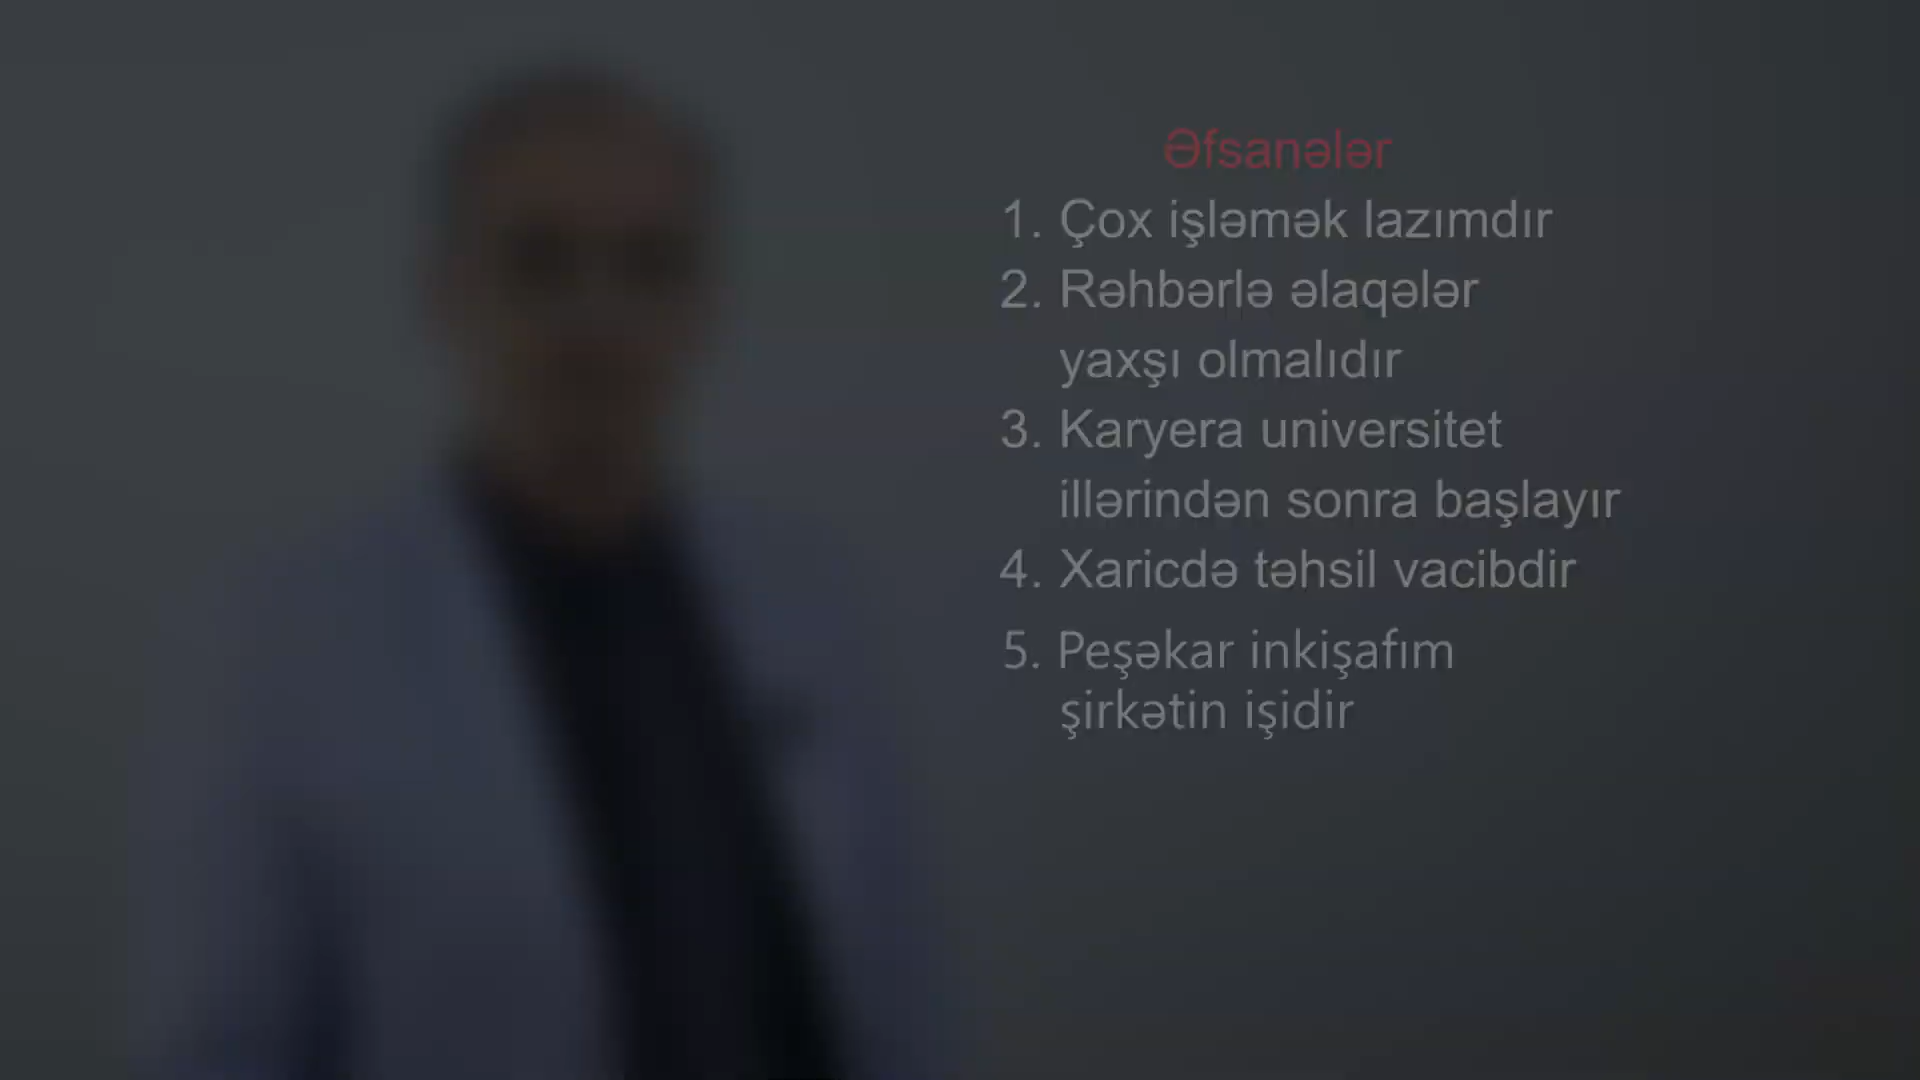 Əfsanələr
1. Çox işləmək lazımdır
2. Rəhbərlə əlaqələr
yaxşı olmalıdır
3. Karyera universitet
illərindən sonra başlayır
4. Xaricdə təhsil vacibdir
5. Peşəkar inkişafım
şirkətin işidir